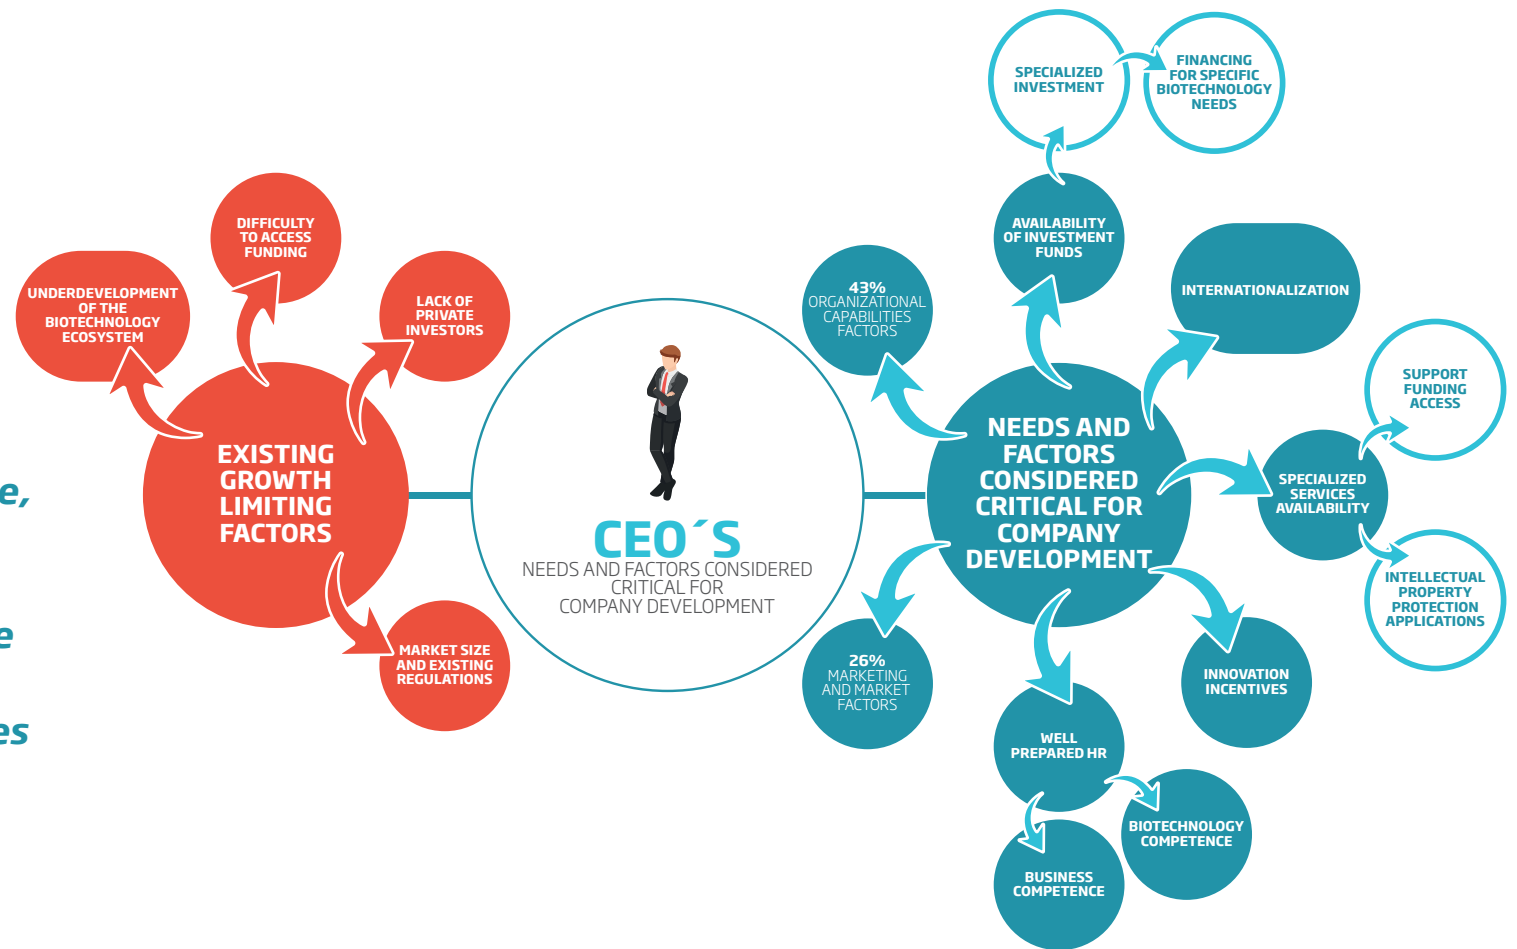 SPECIALIZED
INVESTMENT
FINANCING
FOR SPECIFIC
BIOTECHNOLOGY
NEEDS
DIFFICULTY
TO ACCESS
FUNDING
AVAILABILITY
OF INVESTMENT
FUNDS
UNDERDEVELOPMENT
OF THE
BIOTECHNOLOGY
ECOSYSTEM
LACK OF
PRIVATE
INVESTORS
43%
ORGANIZATIONAL
CAPABILITIES
FACTORS
INTERNATIONALIZATION
SUPPORT
FUNDING
ACCESS
EXISTING
GROWTH
LIMITING
FACTORS
CEO´S
NEEDS AND FACTORS CONSIDERED
CRITICAL FOR
COMPANY DEVELOPMENT
NEEDS AND
FACTORS
CONSIDERED
CRITICAL FOR
COMPANY
DEVELOPMENT
SPECIALIZED
SERVICES
AVAILABILITY
INTELLECTUAL
PROPERTY
PROTECTION
APPLICATIONS
MARKET SIZE
AND EXISTING
REGULATIONS
26%
MARKETING
AND MARKET
FACTORS
INNOVATION
INCENTIVES
WELL
PREPARED HR
BIOTECHNOLOGY
COMPETENCE
BUSINESS
COMPETENCE